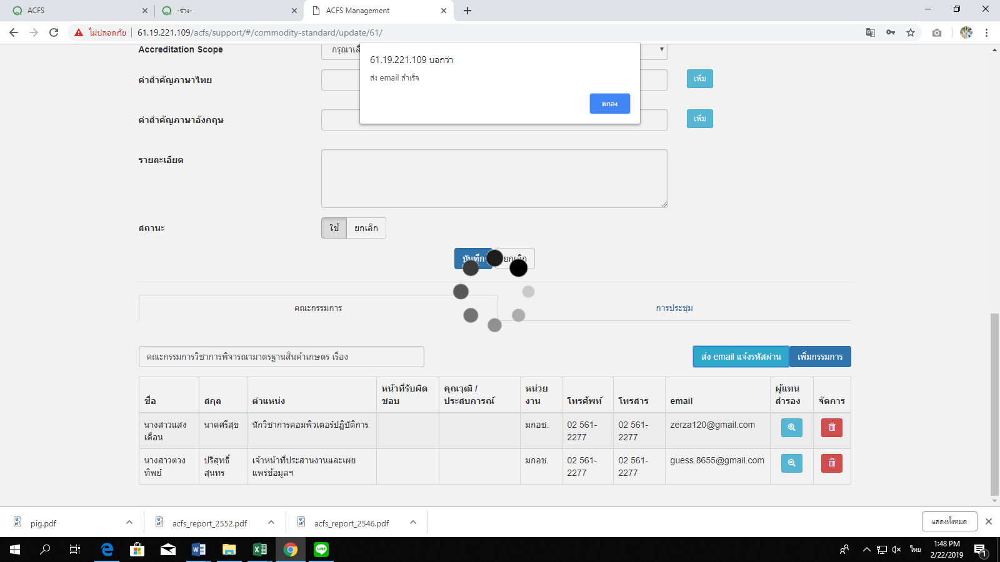 ACFS
-ร่าง-
ACFS Management
ไม่ปลอดภัย
61.19.221.109/acfs/support/#/commodity-standard/update/61/
Accreditation Scope
กรุณาเลื
61.19.221.109 บอกว่า
ส่ง email สำเร็จ
ตกลง
คำสำคัญภาษาไทย
เพิ่ม
คำสำคัญภาษาอังกฤษ
เพิ่ม
รายละเอียด
สถานะ
ใช้ ยกเลิก
บันทึก ยกเลิก
คณะกรรมการ
การประชุม
คณะกรรมการวิชาการพิจารณามาตรฐานสินค้าเกษตร เรื่อง
ส่ง email แจ้งรหัสผ่าน
เพิ่มกรรมการ
ชื่อ
สกุล
ตำแหน่ง
หน้าที่รับผิด
ชอบ
คุณวุฒิ /
ประสบการณ์
หน่วย
งาน
โทรศัพท์
โทรสาร
email
ผู้แทน
สำรอง
จัดการ
นางสาวแสง
เดือน
นาคศรีสุข
นักวิชาการคอมพิวเตอร์ปฏิบัติการ
มกอช.
02 561-
2277
02 561-
2277
zerza120@gmail.com
นางสาวตวง
ทิพย์
ปริสุทธิ์
สุนทร
เจ้าหน้าที่ประสานงานและเผย
แพร่ข้อมูลฯ
มกอช.
02 561-
2277
02 561-
2277
guess.8655@gmail.com
pig.pdf
acfs_report_2552.pdf
acfs_report_2546.pdf
แสดงทั้งหมด
ไทย
1:48 PM
2/22/2019
1